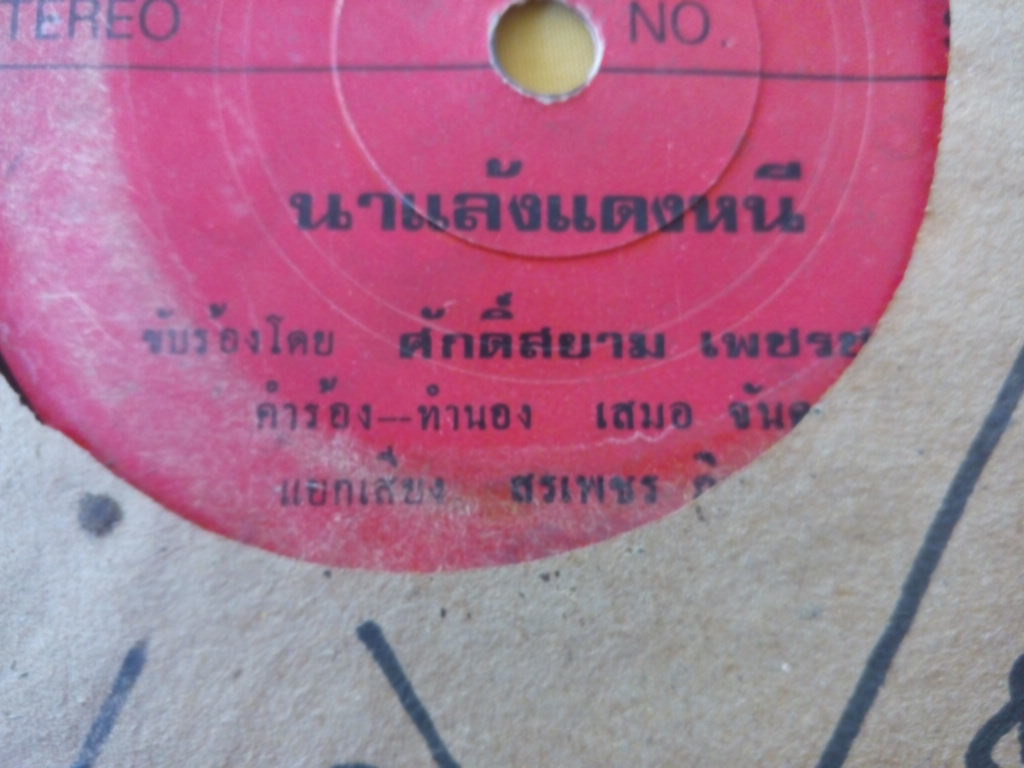 STEREO NO.
นาแล้งแดงหนี
ขับร้องโดย ศักดิ์สยาม
คำร้อง--ทำนอง เสมอ
แยกเสียง สรเพชร